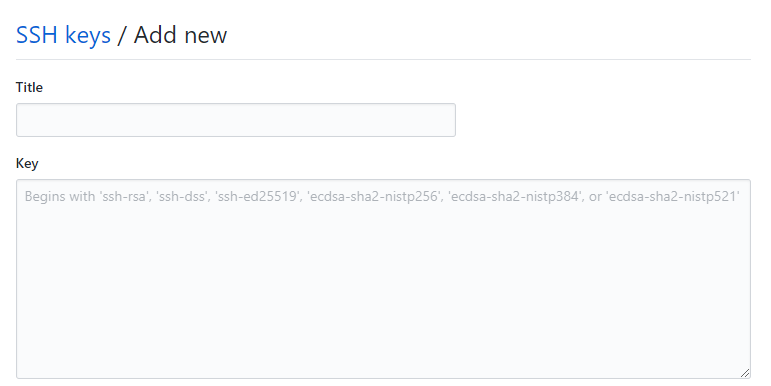 SSH keys / Add new
Title
Key
Begins with 'ssh-rsa', 'ssh-dss', 'ssh-ed25519', 'ecdsa-sha2-nistp256', 'ecdsa-sha2-nistp384', or 'ecdsa-sha2-nistp521'